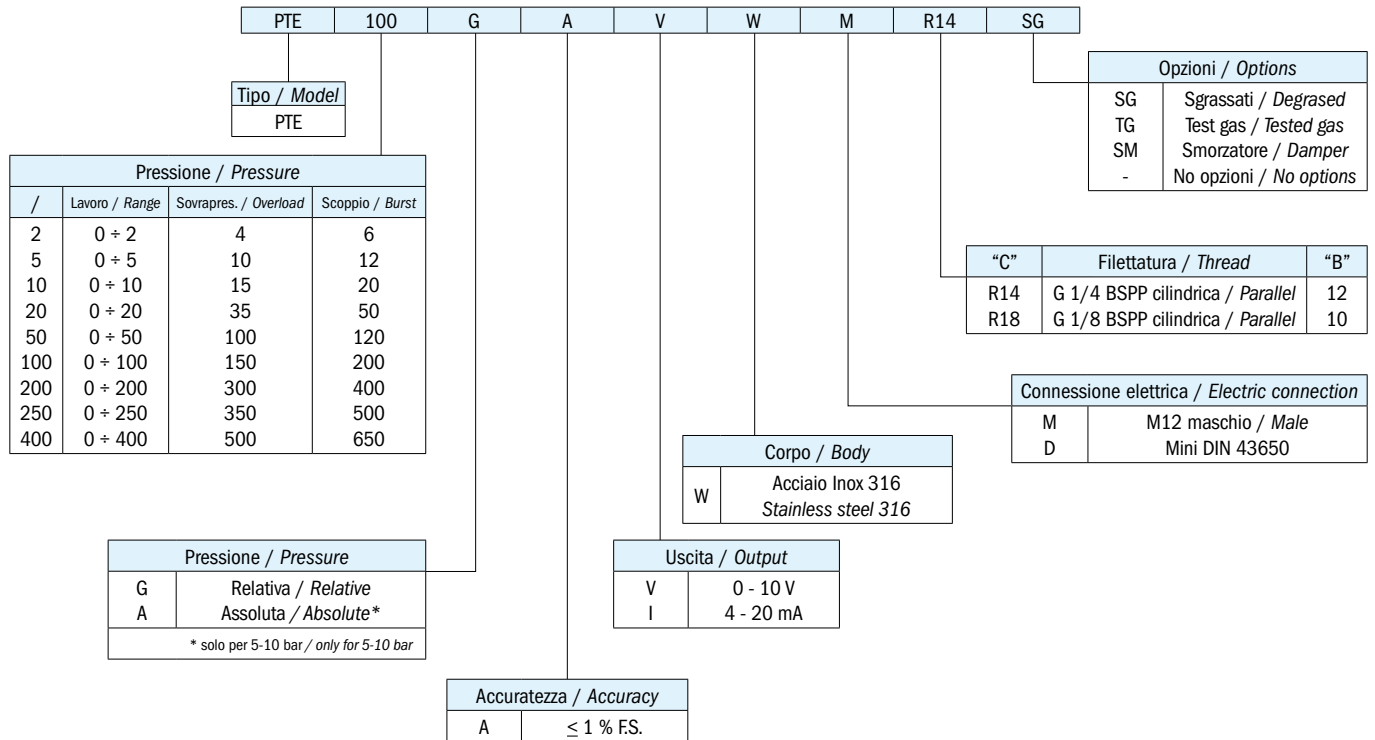 PTE 100 G A V W M R14 SG
Tipo / Model
PTE
Opzioni / Options
SG Sgrassati / Degrased
TG Test gas / Tested gas
SM Smorzatore / Damper
- No opzioni / No options
Pressione / Pressure
/ Lavoro / Range Sovrapres. / Overload Scoppio / Burst
2 0 ÷ 2 4 6
5 0 ÷ 5 10 12
10 0 ÷ 10 15 20
20 0 ÷ 20 35 50
50 0 ÷ 50 100 120
100 0 ÷ 100 150 200
200 0 ÷ 200 300 400
250 0 ÷ 250 350 500
400 0 ÷ 400 500 650
“C” Filettatura / Thread “B”
R14 G 1/4 BSPP cilindrica / Parallel 12
R18 G 1/8 BSPP cilindrica / Parallel 10
Connessione elettrica / Electric connection
M M12 maschio / Male
D Mini DIN 43650
Corpo / Body
W Acciaio Inox 316
Stainless steel 316
Pressione / Pressure
G Relativa / Relative
A Assoluta / Absolute*
* solo per 5-10 bar / only for 5-10 bar
Uscita / Output
V 0 - 10 V
I 4 - 20 mA
Accuratezza / Accuracy
A ≤ 1 % F.S.